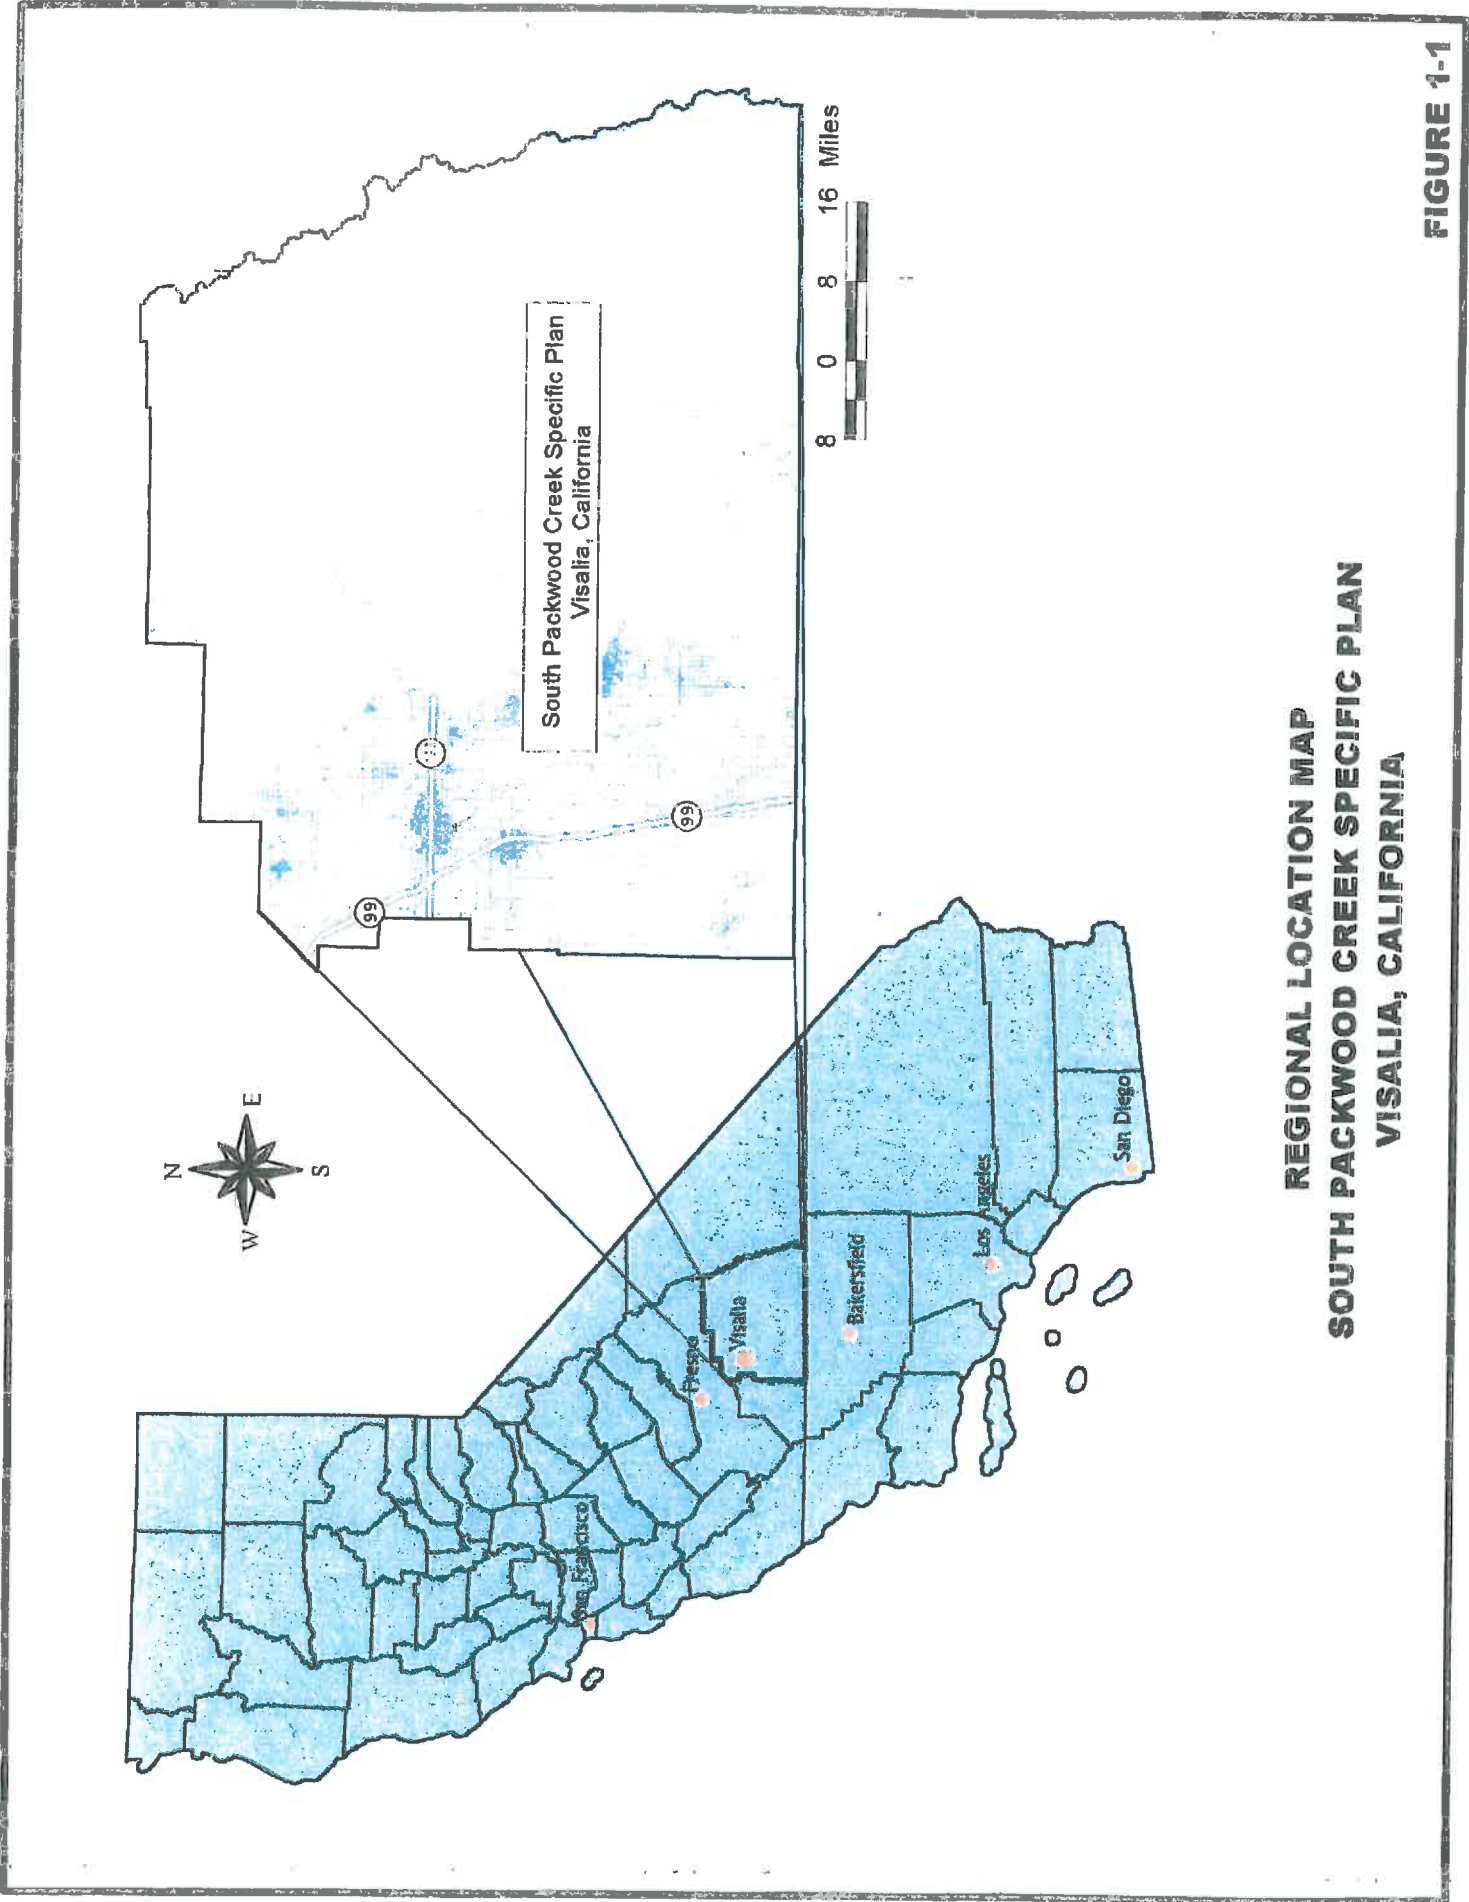 N
W
E
S
99
99
South Packwood Creek Specific Plan
Visalia, California
8 0 8 16 Miles
San Francisco
Fresno
Visalia
Bakersfield
Los Angeles
San Diego
REGIONAL LOCATION MAP
SOUTH PACKWOOD CREEK SPECIFIC PLAN
VISALIA, CALIFORNIA
FIGURE 1-1